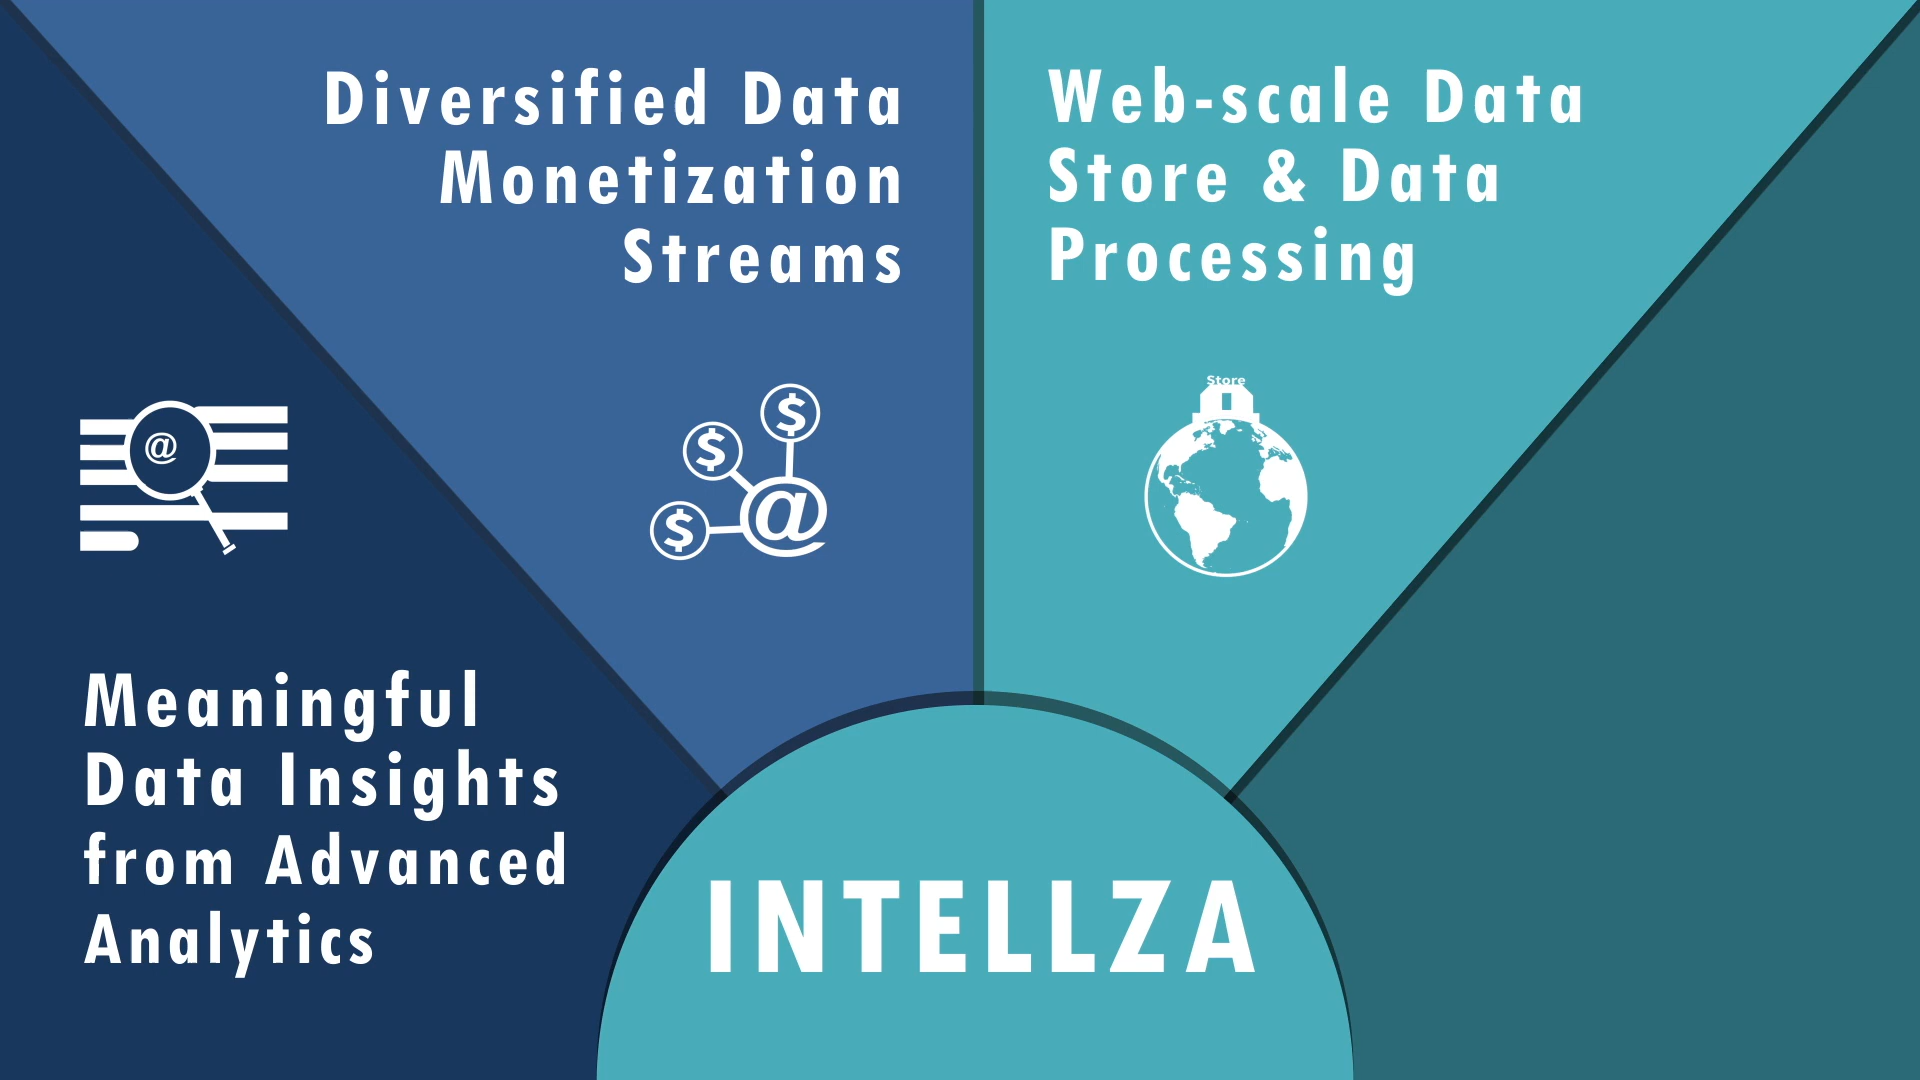 Diversified Data
Monetization
Streams
$
$
$
@
Web-scale Data
Store & Data
Processing
Store
@
Meaningful
Data Insights
from Advanced
Analytics
INTELLZA